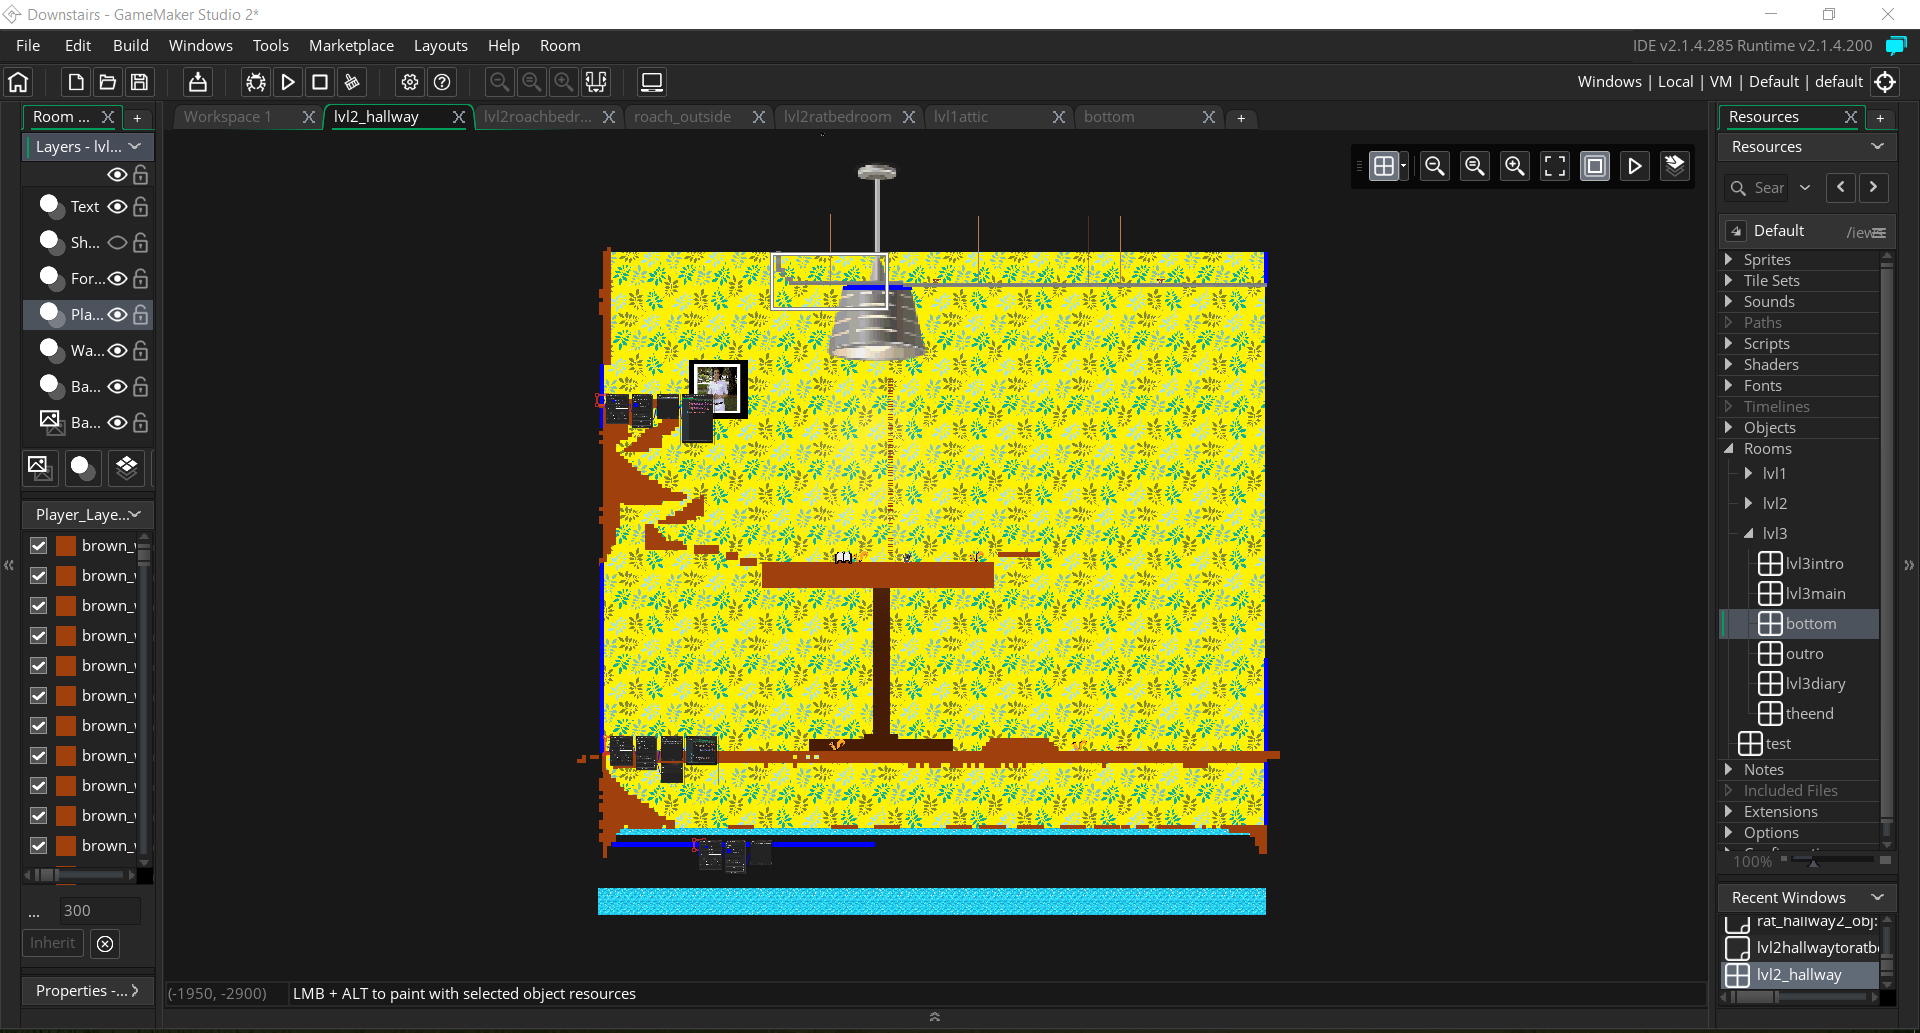 Downstairs - GameMaker Studio 2*
File Edit Build Windows Tools Marketplace Layouts Help Room
IDE v2.1.4.285 Runtime v2.1.4.200
Windows | Local | VM | Default | default
Room ...
Workspace 1
lvl2_hallway
lvl2roachbedr...
roach_outside
lvl2ratbedroom
lvl1attic
bottom
Resources
Layers - lvl...
Text
Sh...
For...
Pla...
Wa...
Ba...
Ba...
Player_Laye...
brown_
brown_
brown_
brown_
brown_
brown_
brown_
brown_
brown_
brown_
brown_
... 300
Inherit
Properties -...
(-1950, -2900) LMB + ALT to paint with selected object resources
Resources
Sear
Default
Sprites
Tile Sets
Sounds
Paths
Scripts
Shaders
Fonts
Timelines
Objects
Rooms
lvl1
lvl2
lvl3
lvl3intro
lvl3main
bottom
outro
lvl3diary
theend
test
Notes
Included Files
Extensions
Options
100%
Recent Windows
rat_hallway2_obj:
lvl2hallwaytoratb
lvl2_hallway